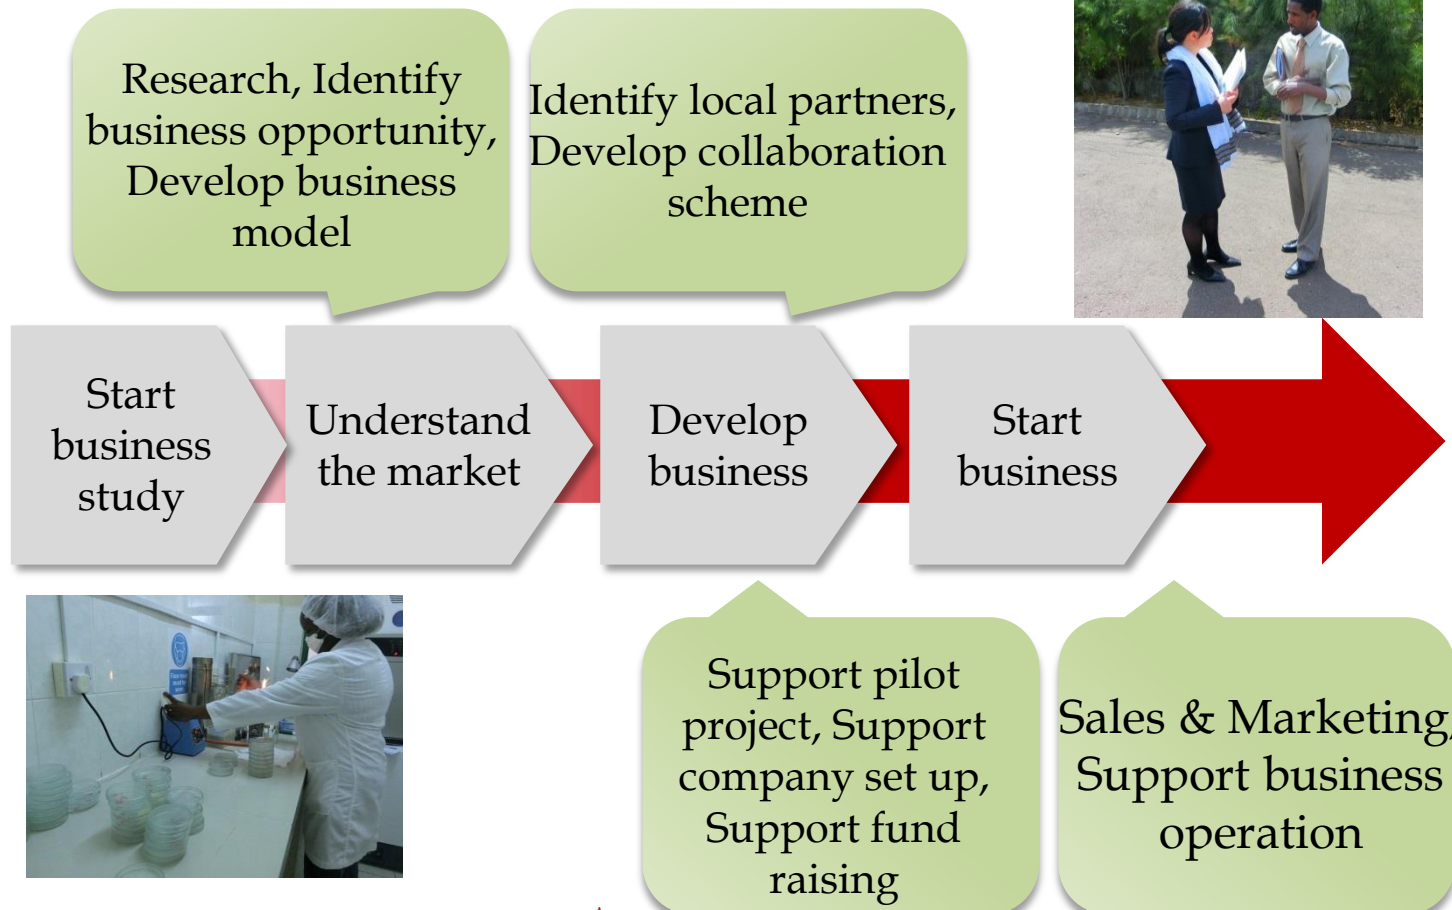 Research, Identify
business opportunity,
Develop business
model
Identify local partners,
Develop collaboration
scheme
Start
business
study
Understand
the market
Develop
business
Start
business
Support pilot
project, Support
company set up,
Support fund
raising
Sales & Marketing,
Support business
operation